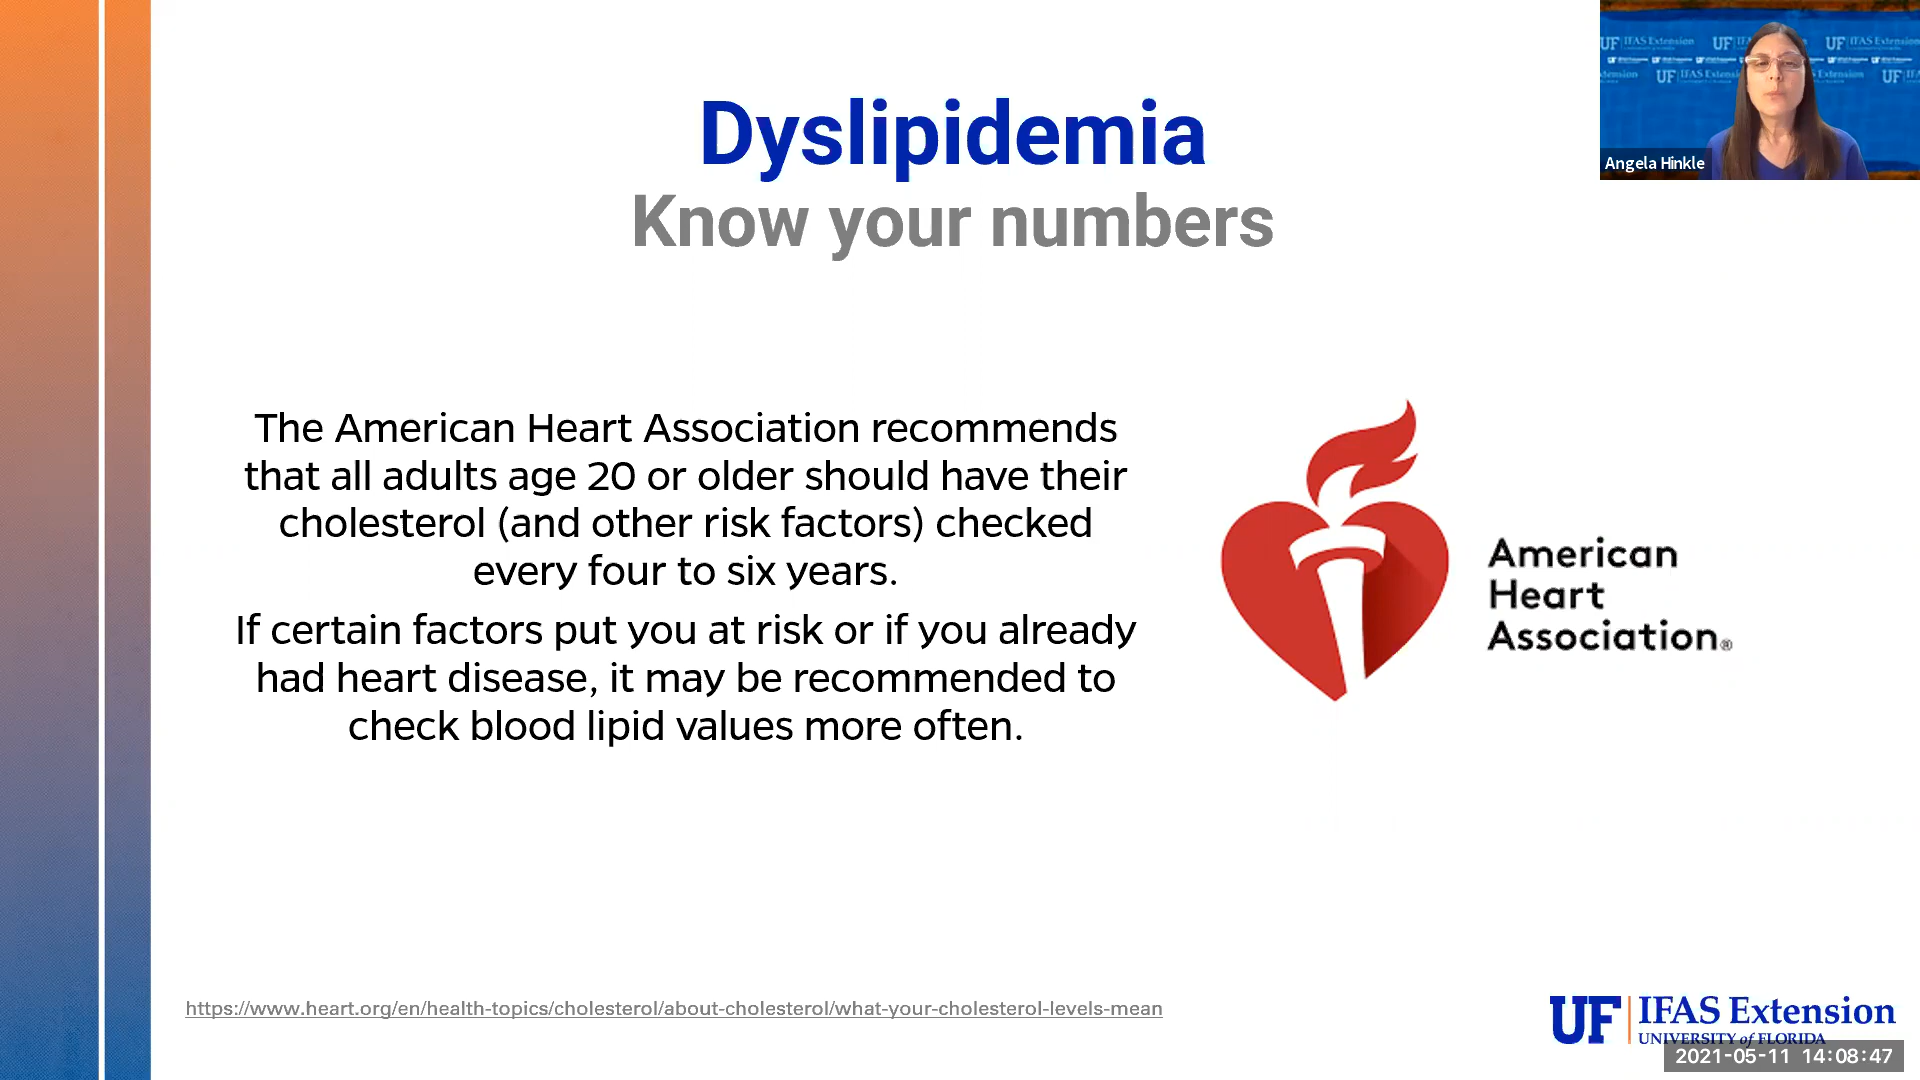 UF IFAS Extension
Angela Hinkle
Dyslipidemia
Know your numbers
The American Heart Association recommends
that all adults age 20 or older should have their
cholesterol (and other risk factors) checked
every four to six years.
If certain factors put you at risk or if you already
had heart disease, it may be recommended to
check blood lipid values more often.
American
Heart
Association®
https://www.heart.org/en/health-topics/cholesterol/about-cholesterol/what-your-cholesterol-levels-mean
UF IFAS Extension
UNIVERSITY of FLORIDA
2021-05-11 14:08:47